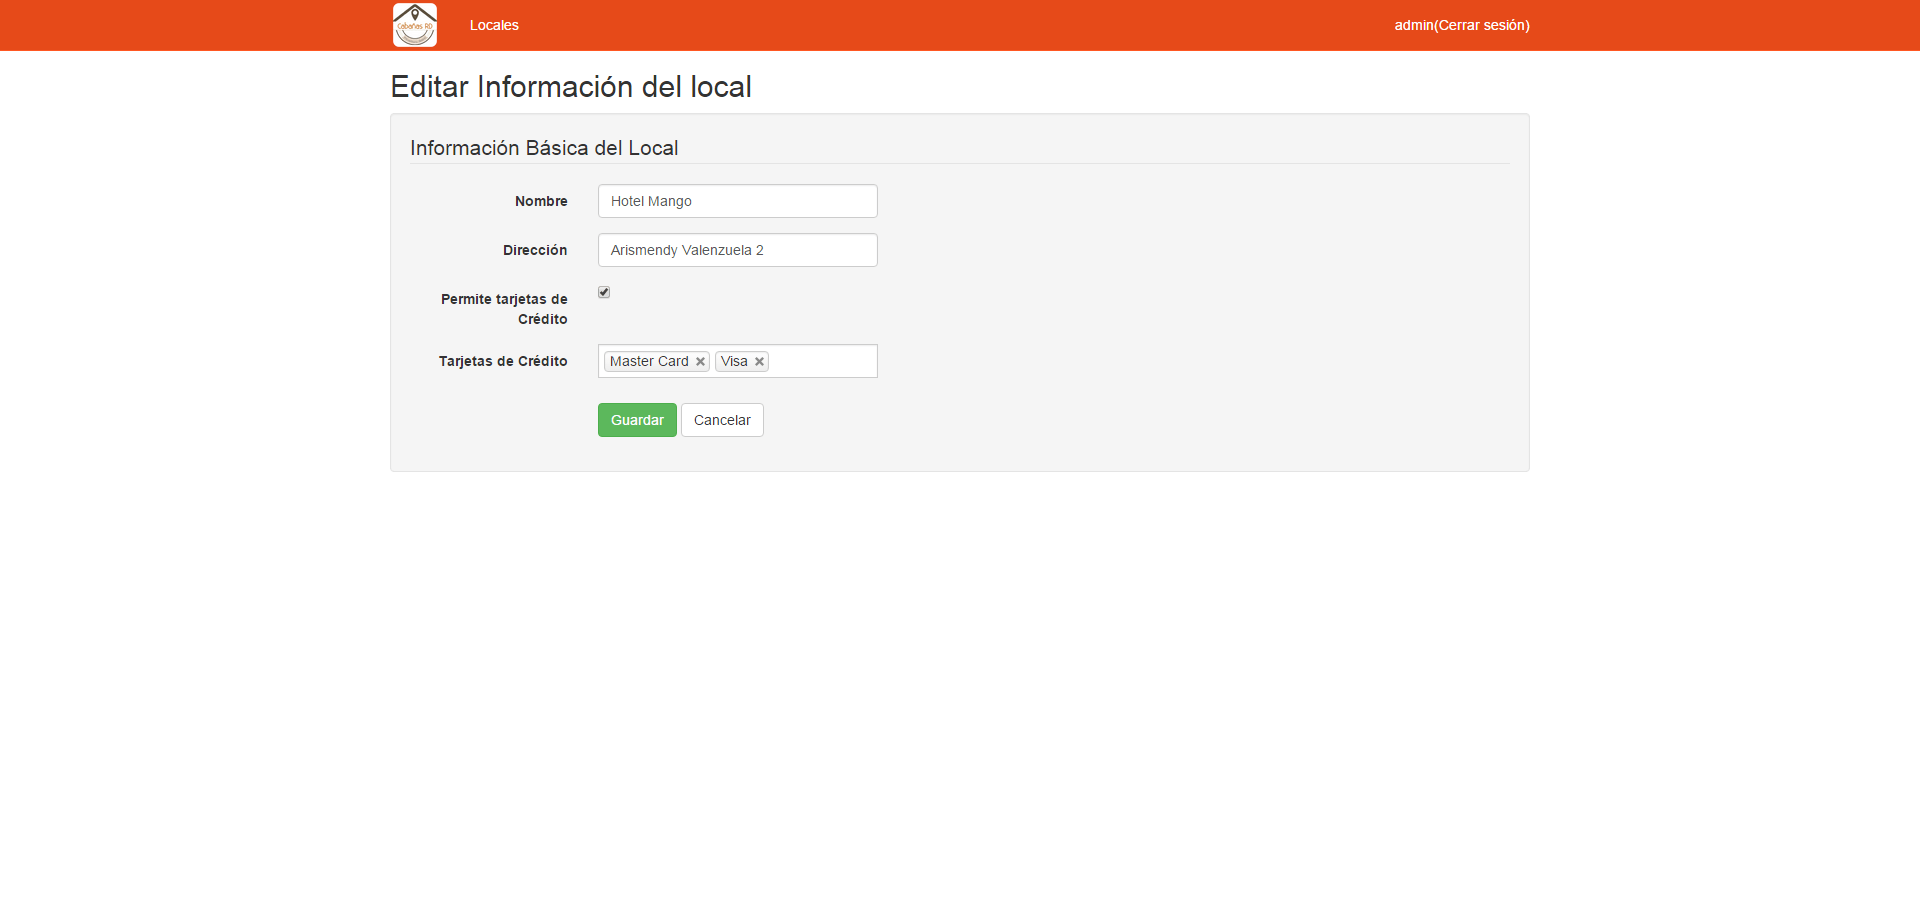 Cabañas RD
Locales
admin(Cerrar sesión)
Editar Información del local
Información Básica del Local
Nombre
Hotel Mango
Dirección
Arismendy Valenzuela 2
Permite tarjetas de
Crédito
Tarjetas de Crédito
Master Card
Visa
Guardar
Cancelar